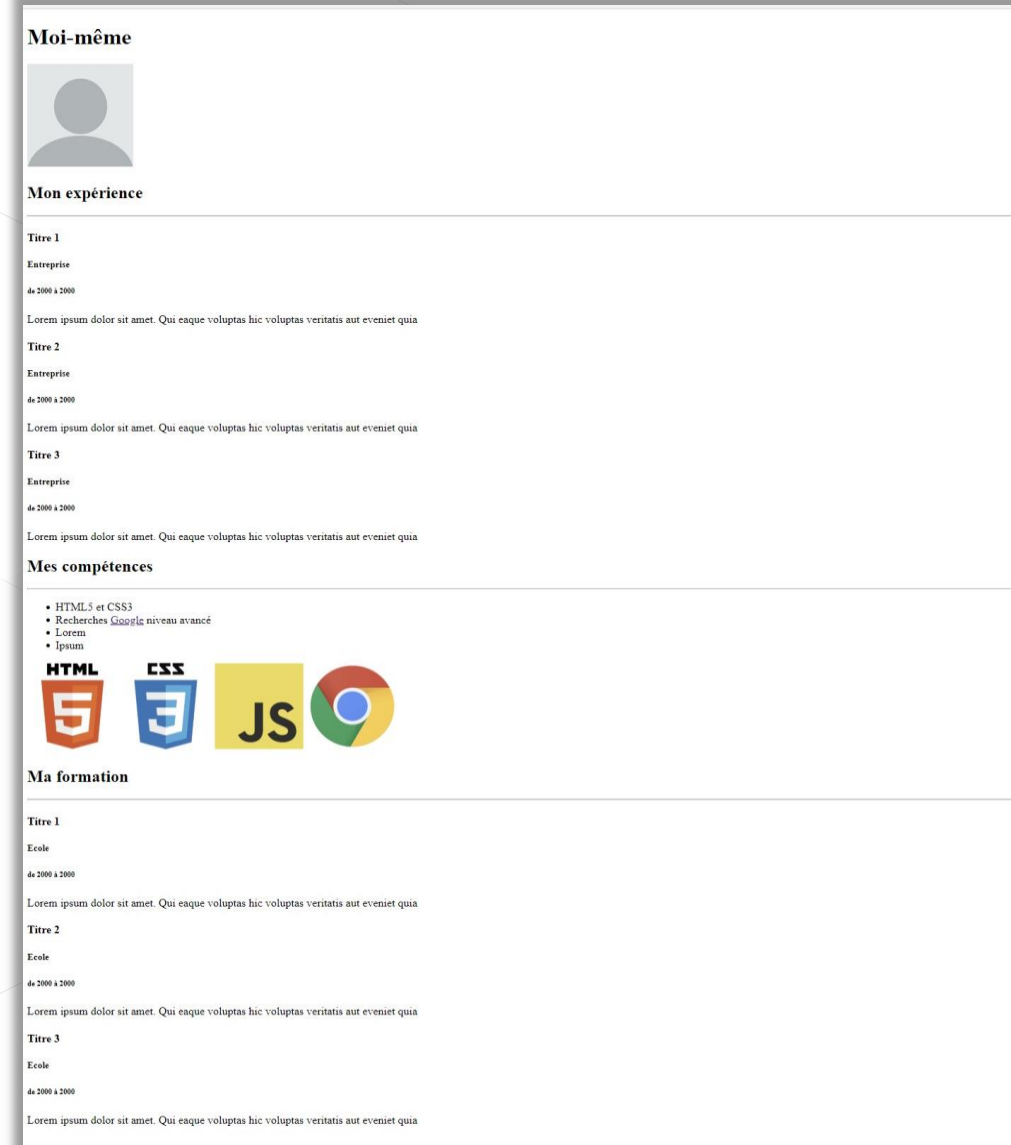 Moi-même
Mon expérience
Titre 1
Entreprise
de 2000 à 2000
Lorem ipsum dolor sit amet. Qui eaque voluptas hic voluptas veritatis aut eveniet quia
Titre 2
Entreprise
de 2000 à 2000
Lorem ipsum dolor sit amet. Qui eaque voluptas hic voluptas veritatis aut eveniet quia
Titre 3
Entreprise
de 2000 à 2000
Lorem ipsum dolor sit amet. Qui eaque voluptas hic voluptas veritatis aut eveniet quia
Mes compétences
• HTML5 et CSS3
• Recherches Google niveau avancé
• Lorem
• Ipsum
HTML 5 CSS 3 JS
Ma formation
Titre 1
Ecole
de 2000 à 2000
Lorem ipsum dolor sit amet. Qui eaque voluptas hic voluptas veritatis aut eveniet quia
Titre 2
Ecole
de 2000 à 2000
Lorem ipsum dolor sit amet. Qui eaque voluptas hic voluptas veritatis aut eveniet quia
Titre 3
Ecole
de 2000 à 2000
Lorem ipsum dolor sit amet. Qui eaque voluptas hic voluptas veritatis aut eveniet quia